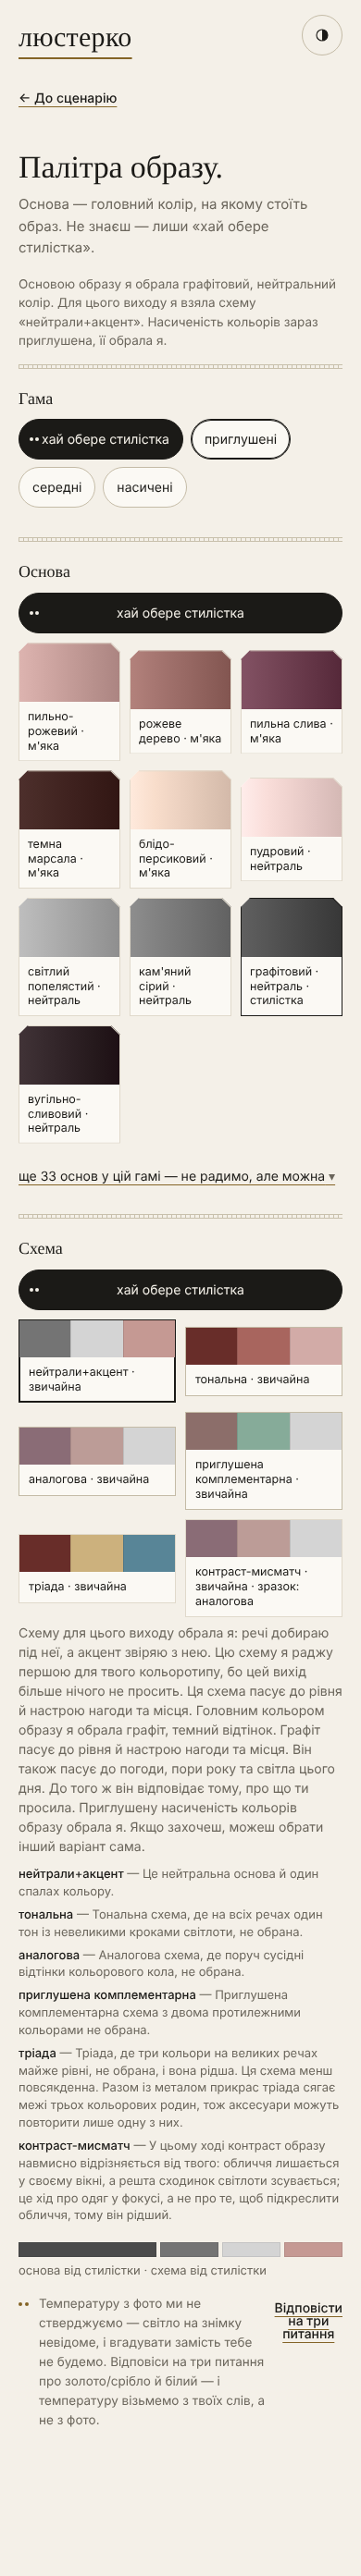 люстерко
← До сценарію
Палітра образу.
Основа — головний колір, на якому стоїть
образ. Не знаєш — лиши «хай обере
стилістка».
Основою образу я обрала графітовий, нейтральний
колір. Для цього виходу я взяла схему
«нейтрали+акцент». Насиченість кольорів зараз
приглушена, її обрала я.
Гама
хай обере стилістка
приглушені
середні
насичені
Основа
хай обере стилістка
пильно-
рожевий ·
м'яка
рожеве
дерево · м'яка
пильна слива ·
м'яка
темна
марсала ·
м'яка
блідо-
персиковий ·
м'яка
пудровий ·
нейтраль
світлий
попелястий ·
нейтраль
кам'яний
сірий ·
нейтраль
графітовий ·
нейтраль ·
стилістка
вугільно-
сливовий ·
нейтраль
ще 33 основ у цій гамі — не радимо, але можна ▾
Схема
хай обере стилістка
нейтрали+акцент ·
звичайна
тональна · звичайна
аналогова · звичайна
приглушена
комплементарна ·
звичайна
тріада · звичайна
контраст-мисматч ·
звичайна · зразок:
аналогова
Схему для цього виходу обрала я: речі добираю
під неї, а акцент звіряю з нею. Цю схему я раджу
першою для твого кольоротипу, бо цей вихід
більше нічого не просить. Ця схема пасує до рівня
й настрою нагоди та місця. Головним кольором
образу я обрала графіт, темний відтінок. Графіт
пасує до рівня й настрою нагоди та місця. Він
також пасує до погоди, пори року та світла цього
дня. До того ж він відповідає тому, про що ти
просила. Приглушену насиченість кольорів
образу обрала я. Якщо захочеш, можеш обрати
інший варіант сама.
нейтрали+акцент — Це нейтральна основа й один
спалах кольору.
тональна — Тональна схема, де на всіх речах один
тон із невеликими кроками світлоти, не обрана.
аналогова — Аналогова схема, де поруч сусідні
відтінки кольорового кола, не обрана.
приглушена комплементарна — Приглушена
комплементарна схема з двома протилежними
кольорами не обрана.
тріада — Тріада, де три кольори на великих речах
майже рівні, не обрана, і вона рідша. Ця схема менш
повсякденна. Разом із металом прикрас тріада сягає
межі трьох кольорових родин, тож аксесуари можуть
повторити лише одну з них.
контраст-мисматч — У цьому ході контраст образу
навмисно відрізняється від твого: обличчя лишається
у своєму вікні, а решта сходинок світлоти зсувається;
це хід про одяг у фокусі, а не про те, щоб підкреслити
обличчя, тому він рідший.
основа від стилістки · схема від стилістки
Температуру з фото ми не
стверджуємо — світло на знімку
невідоме, і вгадувати замість тебе
не будемо. Відповіси на три питання
про золото/срібло й білий — і
температуру візьмемо з твоїх слів, а
не з фото.
Відповісти
на три
питання